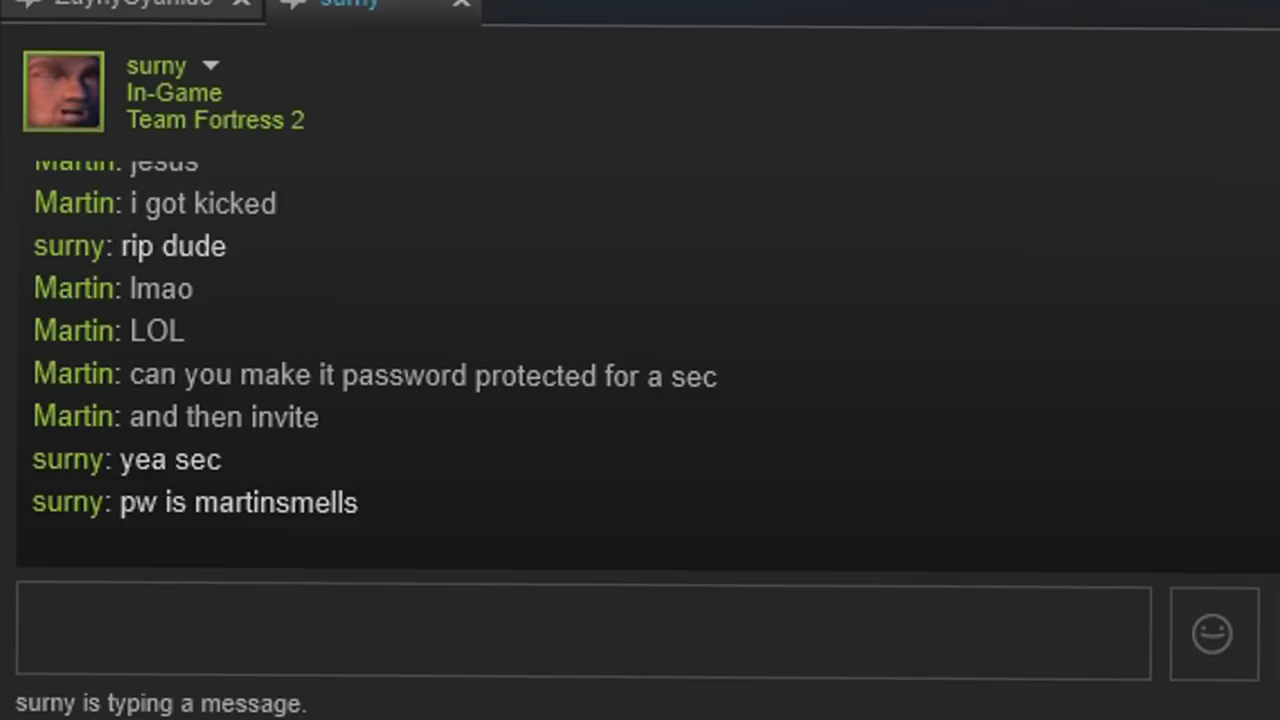 surny
surny
In-Game
Team Fortress 2
Martin: jesus
Martin: i got kicked
surny: rip dude
Martin: lmao
Martin: LOL
Martin: can you make it password protected for a sec
Martin: and then invite
surny: yea sec
surny: pw is martinsmells
surny is typing a message.